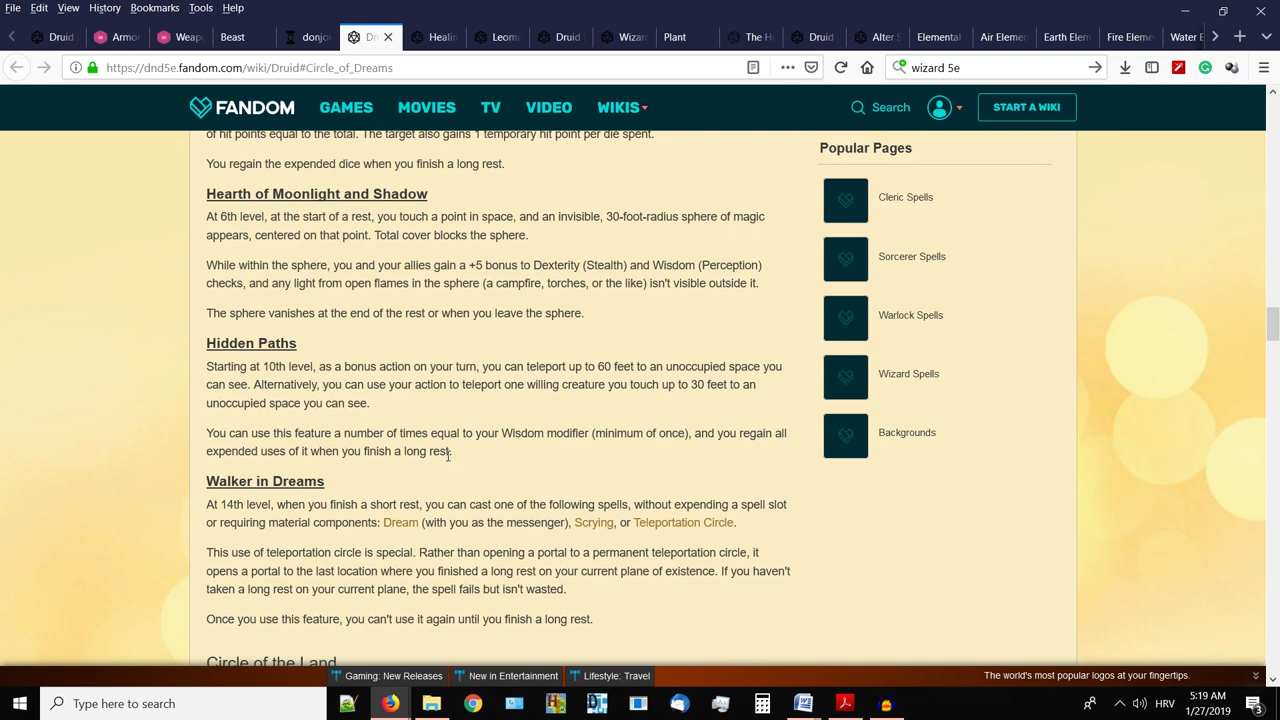 File Edit View History Bookmarks Tools Help
Druid Armor Weap Beast donjo Dr Healin Leomu Druid Wizar Plant The He Druid Alter S Elemental Air Elem Earth Elem Fire Eleme Water E
https://dnd5e.fandom.com/wiki/Druid#Circle_of_Dreams
wizard 5e
FANDOM GAMES MOVIES TV VIDEO WIKIS Search START A WIKI
of hit points equal to the total. The target also gains 1 temporary hit point per die spent.
You regain the expended dice when you finish a long rest.
Hearth of Moonlight and Shadow
At 6th level, at the start of a rest, you touch a point in space, and an invisible, 30-foot-radius sphere of magic
appears, centered on that point. Total cover blocks the sphere.
While within the sphere, you and your allies gain a +5 bonus to Dexterity (Stealth) and Wisdom (Perception)
checks, and any light from open flames in the sphere (a campfire, torches, or the like) isn't visible outside it.
The sphere vanishes at the end of the rest or when you leave the sphere.
Hidden Paths
Starting at 10th level, as a bonus action on your turn, you can teleport up to 60 feet to an unoccupied space you
can see. Alternatively, you can use your action to teleport one willing creature you touch up to 30 feet to an
unoccupied space you can see.
You can use this feature a number of times equal to your Wisdom modifier (minimum of once), and you regain all
expended uses of it when you finish a long rest.
Walker in Dreams
At 14th level, when you finish a short rest, you can cast one of the following spells, without expending a spell slot
or requiring material components: Dream (with you as the messenger), Scrying, or Teleportation Circle.
This use of teleportation circle is special. Rather than opening a portal to a permanent teleportation circle, it
opens a portal to the last location where you finished a long rest on your current plane of existence. If you haven't
taken a long rest on your current plane, the spell fails but isn't wasted.
Once you use this feature, you can't use it again until you finish a long rest.
Circle of the Land
Popular Pages
Cleric Spells
Sorcerer Spells
Warlock Spells
Wizard Spells
Backgrounds
Gaming: New Releases New in Entertainment Lifestyle: Travel The world's most popular logos at your fingertips.
Type here to search
HRV
5:19 AM
1/27/2019
3